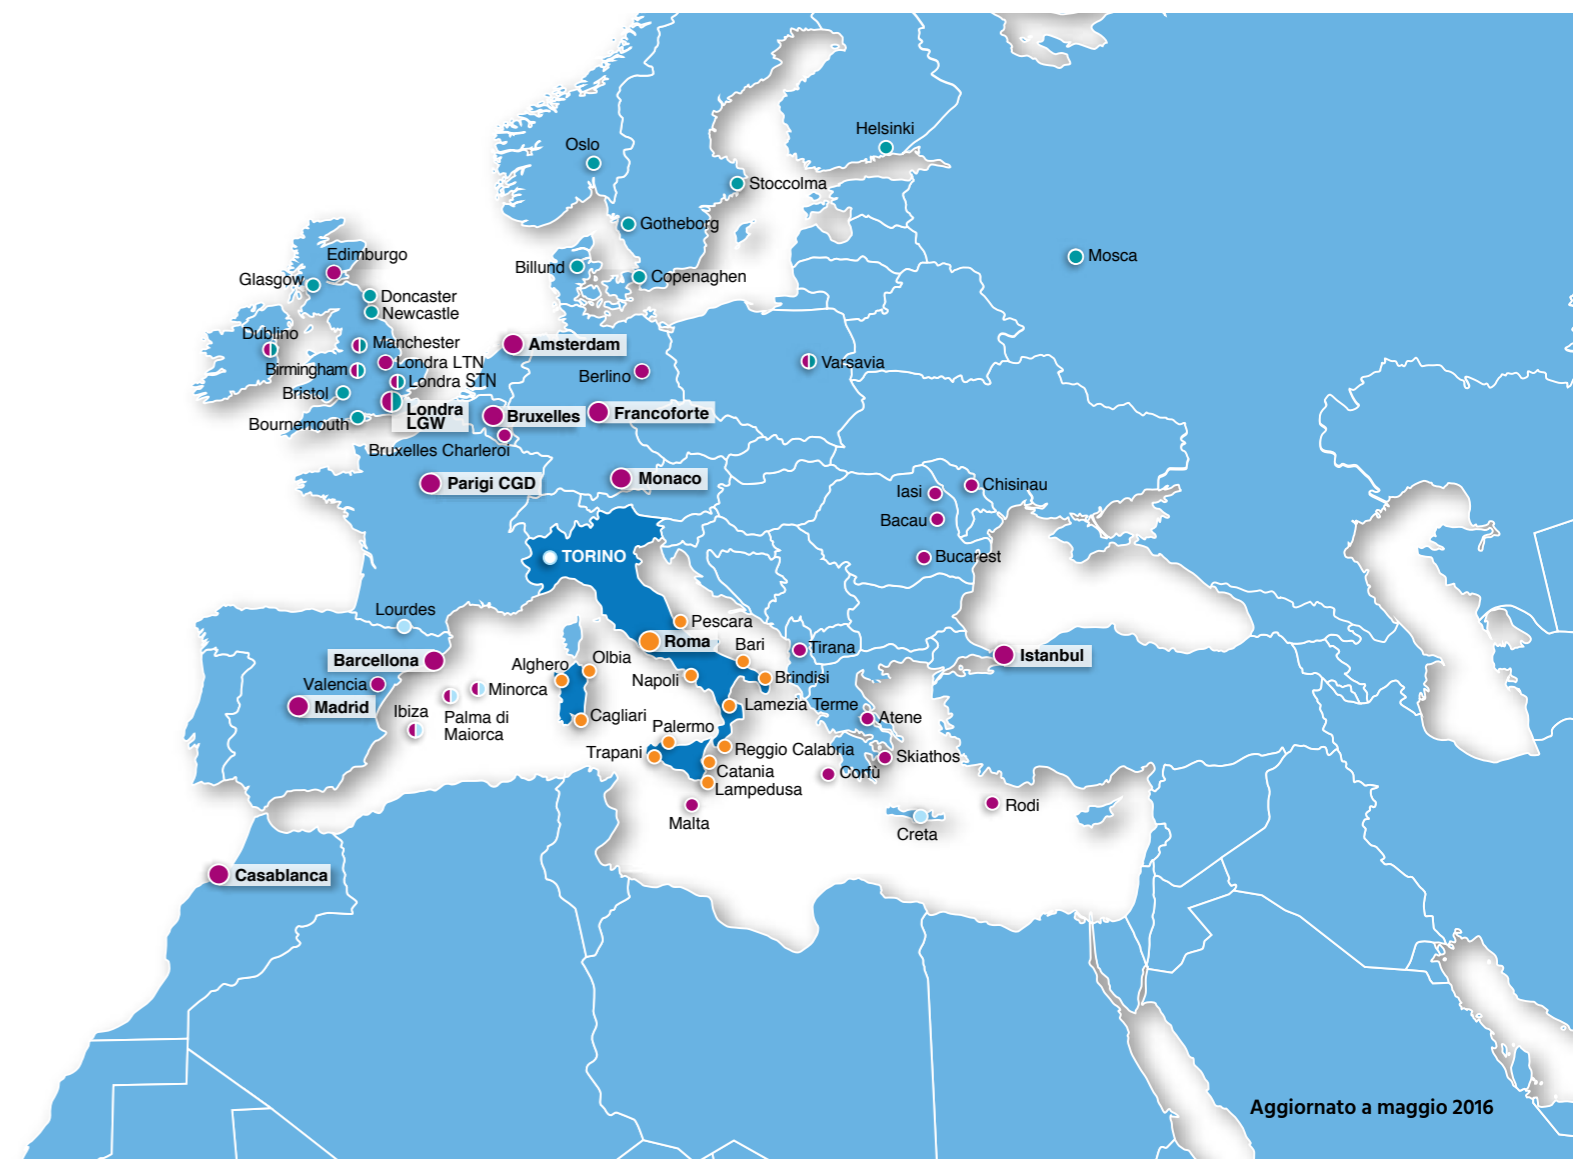 Helsinki
Oslo
Stoccolma
Gotheborg
Mosca
Edimburgo
Billund
Copenaghen
Glasgow
Doncaster
Newcastle
Dublino
Manchester
Amsterdam
Londra LTN
Varsavia
Birmingham
Berlino
Londra STN
Bristol
Londra
LGW
Bruxelles
Francoforte
Bournemouth
Bruxelles Charleroi
Parigi CGD
Monaco
Iasi
Chisinau
Bacau
TORINO
Bucarest
Lourdes
Pescara
Roma
Bari
Tirana
Istanbul
Barcellona
Alghero
Olbia
Napoli
Brindisi
Valencia
Minorca
Madrid
Ibiza
Palma di
Maiorca
Cagliari
Lamezia Terme
Atene
Palermo
Trapani
Reggio Calabria
Skiathos
Catania
Corfù
Lampedusa
Malta
Rodi
Creta
Casablanca
Aggiornato a maggio 2016